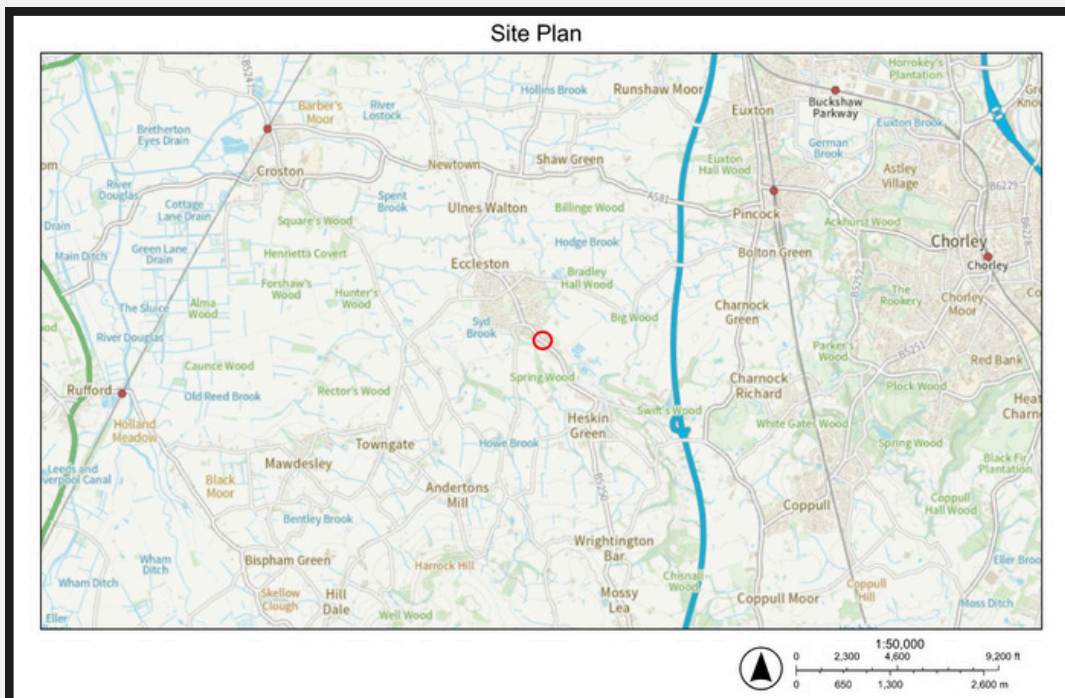 Site Plan
Horrokey's
Plantation
B5247
Barber's
Moor
River
Lostock
Hollins Brook
Runshaw Moor
Euxton
Buckshaw
Parkway
Euxton Brook
Bretherton
Eyes Drain
Newtown
Shaw Green
Euxton
Hall Wood
German
Brook
Astley
Village
Croston
River
Douglas
Cottage
Lane Drain
Spent
Brook
A581
B6229
Drain
Square's Wood
Ulnes Walton
Billinge Wood
Pincock
Ackhurst Wood
B6228
Main Ditch
Green Lane
Drain
Henrietta Covert
Hodge Brook
Bolton Green
Chorley
Chorley
Eccleston
Bradley
Hall Wood
B5252
Forshaw's
Wood
Hunter's
Wood
The
Rookery
Chorley
Moor
The Sluice
Alma
Wood
Syd
Brook
Big Wood
Charnock
Green
River Douglas
Parker's
Wood
B5251
Red Bank
Caunce Wood
Spring Wood
Charnock
Richard
Plock Wood
Rufford
Old Reed Brook
Rector's Wood
Swift's Wood
Holland
Meadow
Heskin
Green
White Gates Wood
Towngate
Howe Brook
Spring
Wood
Mawdesley
Black Fir
Plantation
Leeds and
Black
Moor
Andertons
Mill
B5250
Coppull
Coppull
Hall Wood
Bentley Brook
Wrightington
Bar
Wham
Ditch
Bispham Green
Harrock Hill
Eller Broo
Wham Ditch
Chisnall
Wood
Coppull
Hill
Skellow
Clough
Hill
Dale
Well Wood
Mossy
Lea
Coppull Moor
Moss Ditch
Eller
1:50,000
0 2,300 4,600 9,200 ft
0 650 1,300 2,600 m